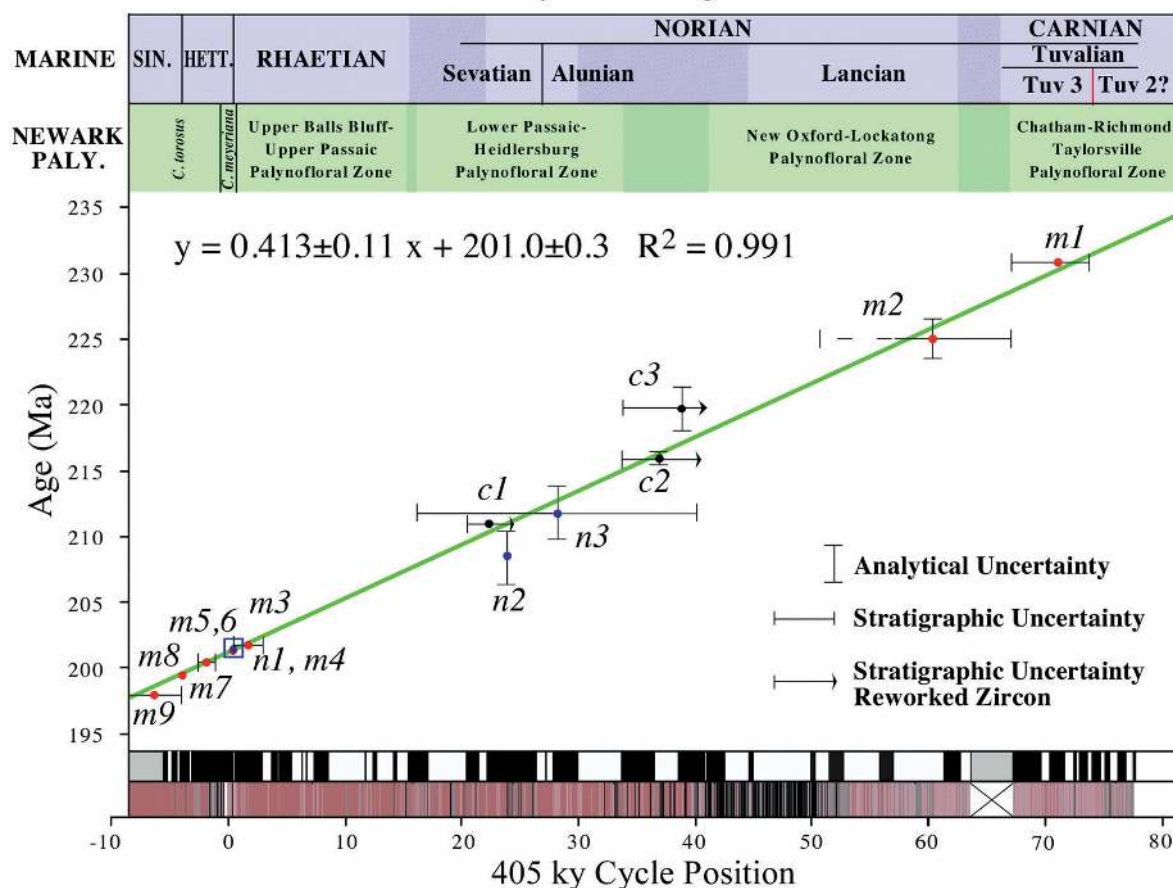 NORIAN
CARNIAN
MARINE
SIN.
HETT.
RHAETIAN
Sevatian
Alunian
Lancian
Tuvalian
Tuv 3
Tuv 2?
NEWARK
PALY.
C. torosus
C. meyeriana
Upper Balls Bluff-
Upper Passaic
Palynofloral Zone
Lower Passaic-
Heidlersburg
Palynofloral Zone
New Oxford-Lockatong
Palynofloral Zone
Chatham-Richmond
Taylorsville
Palynofloral Zone
235
230
225
220
215
210
205
200
195
Age (Ma)
y = 0.413±0.11 x + 201.0±0.3 R² = 0.991
m1
m2
c3
c2
c1
n3
n2
m3
m5,6
n1, m4
m8
m7
m9
Analytical Uncertainty
Stratigraphic Uncertainty
Stratigraphic Uncertainty
Reworked Zircon
-10
0
10
20
30
40
50
60
70
80
405 ky Cycle Position